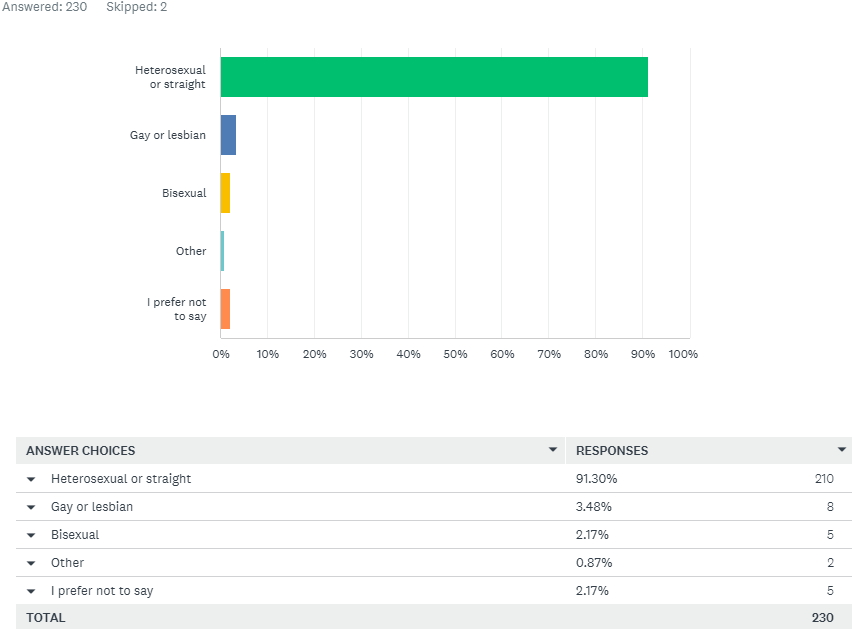 Answered: 230 Skipped: 2
Heterosexual
or straight
Gay or lesbian
Bisexual
Other
I prefer not
to say
0% 10% 20% 30% 40% 50% 60% 70% 80% 90% 100%
ANSWER CHOICES RESPONSES
Heterosexual or straight 91.30% 210
Gay or lesbian 3.48% 8
Bisexual 2.17% 5
Other 0.87% 2
I prefer not to say 2.17% 5
TOTAL 230